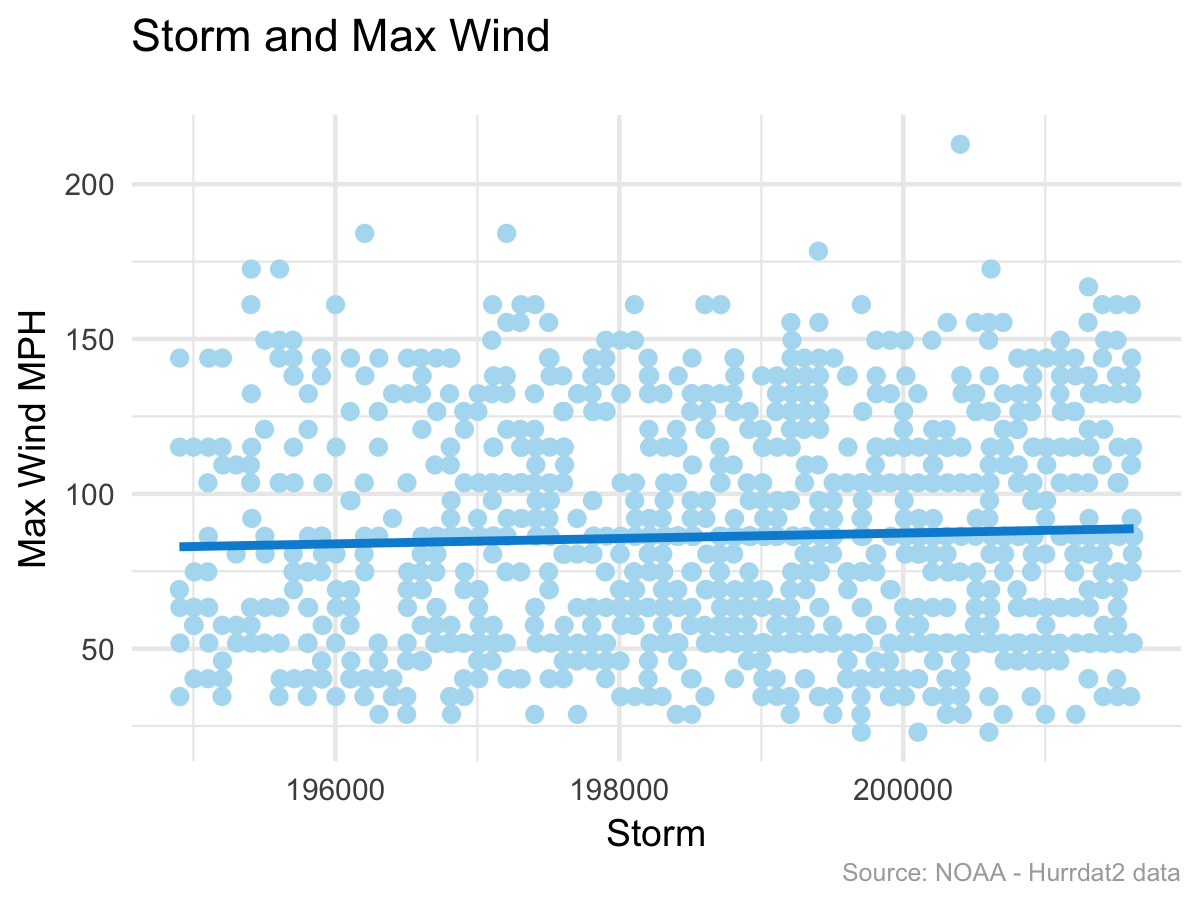 Storm and Max Wind
200
150
100
50
Max Wind MPH
196000 198000 200000
Storm
Source: NOAA - Hurrdat2 data